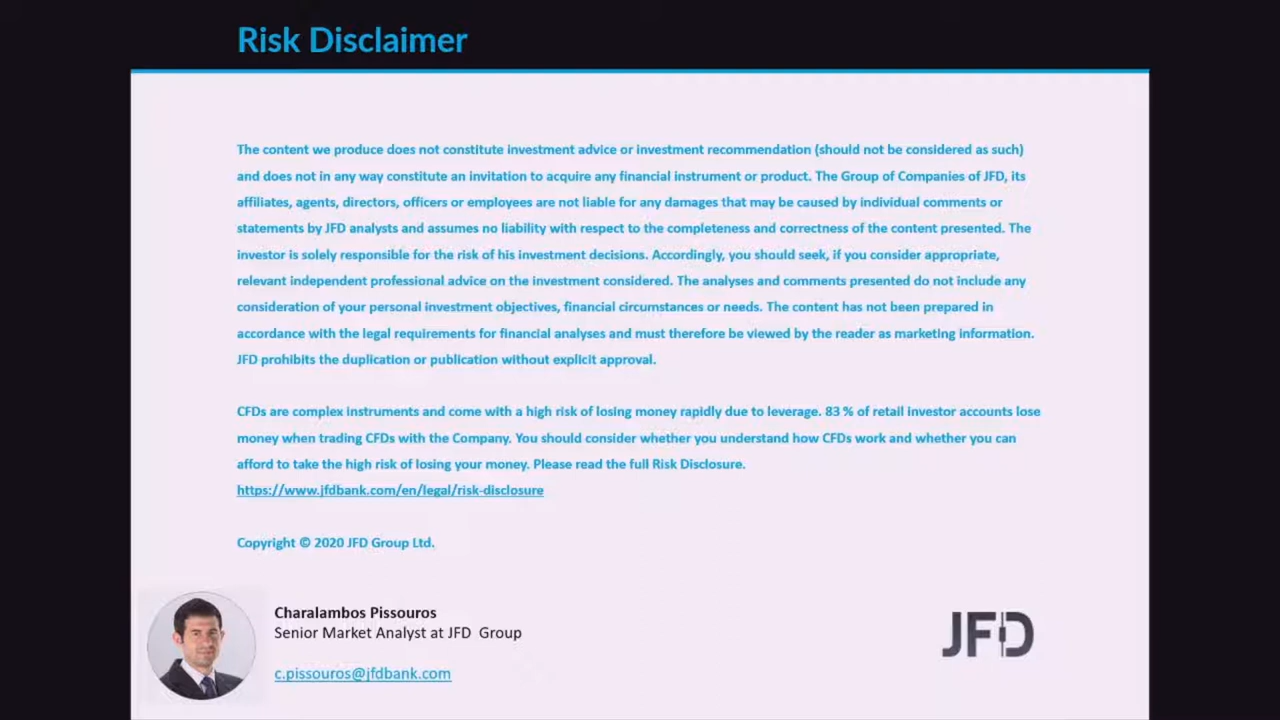 Risk Disclaimer
The content we produce does not constitute investment advice or investment recommendation (should not be considered as such)
and does not in any way constitute an invitation to acquire any financial instrument or product. The Group of Companies of JFD, its
affiliates, agents, directors, officers or employees are not liable for any damages that may be caused by individual comments or
statements by JFD analysts and assumes no liability with respect to the completeness and correctness of the content presented. The
investor is solely responsible for the risk of his investment decisions. Accordingly, you should seek, if you consider appropriate,
relevant independent professional advice on the investment considered. The analyses and comments presented do not include any
consideration of your personal investment objectives, financial circumstances or needs. The content has not been prepared in
accordance with the legal requirements for financial analyses and must therefore be viewed by the reader as marketing information.
JFD prohibits the duplication or publication without explicit approval.
CFDs are complex instruments and come with a high risk of losing money rapidly due to leverage. 83 % of retail investor accounts lose
money when trading CFDs with the Company. You should consider whether you understand how CFDs work and whether you can
afford to take the high risk of losing your money. Please read the full Risk Disclosure.
https://www.jfdbank.com/en/legal/risk-disclosure
Copyright © 2020 JFD Group Ltd.
Charalambos Pissouros
Senior Market Analyst at JFD Group
c.pissouros@jfdbank.com
JFD